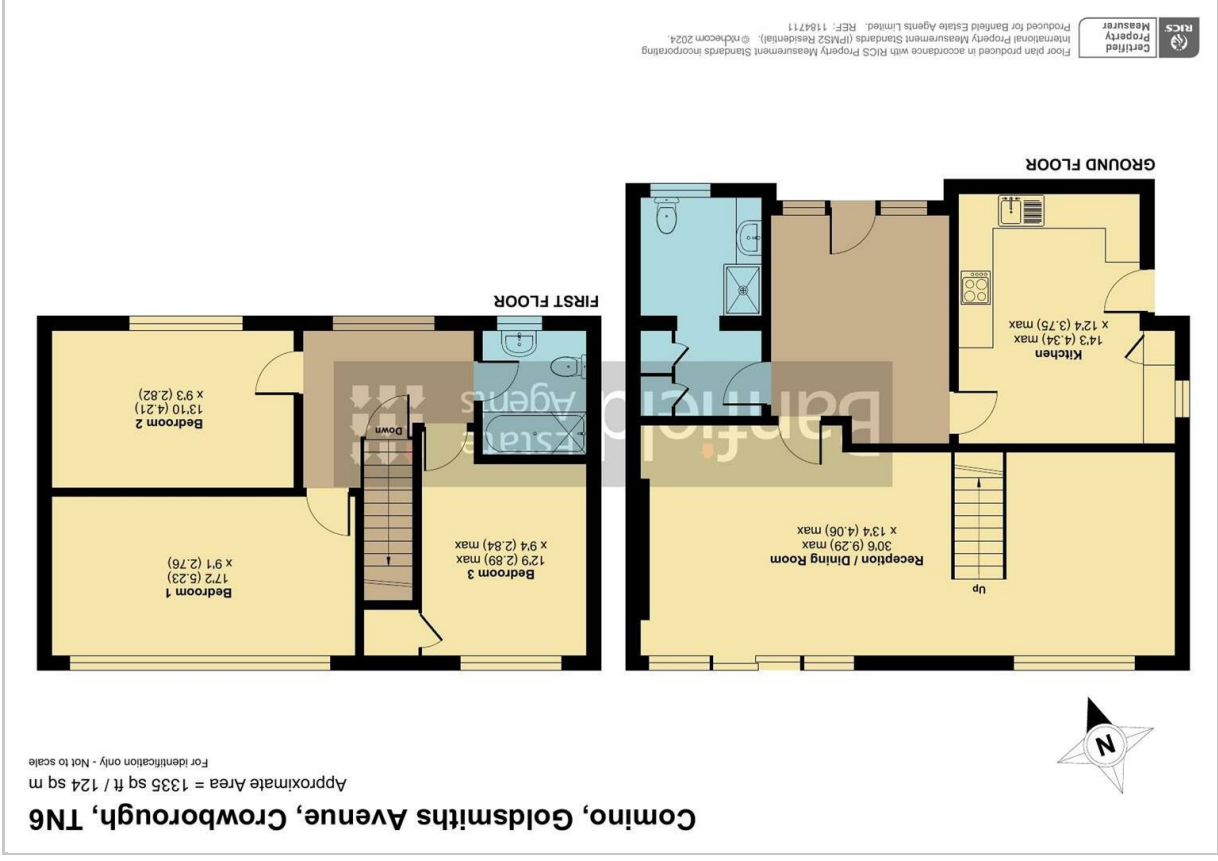 Comino, Goldsmiths Avenue, Crowborough, TN6
Approximate Area = 1335 sq ft / 124 sq m
For identification only - Not to scale
N
Up
Reception / Dining Room
30'6 (9.29) max
x 13'4 (4.06) max
Kitchen
14'3 (4.34) max
x 12'4 (3.75) max
GROUND FLOOR
Bedroom 3
12'9 (2.89) max
x 9'4 (2.84) max
Bedroom 1
17'2 (5.23)
x 9'1 (2.76)
Down
Bedroom 2
13'10 (4.21)
x 9'3 (2.82)
FIRST FLOOR
Banfield
Estate
Agents
Certified
Property
Measurer
RICS
Floor plan produced in accordance with RICS Property Measurement Standards incorporating
International Property Measurement Standards (IPMS2 Residential). © nichecom 2024.
Produced for Banfield Estate Agents Limited. REF: 1184711